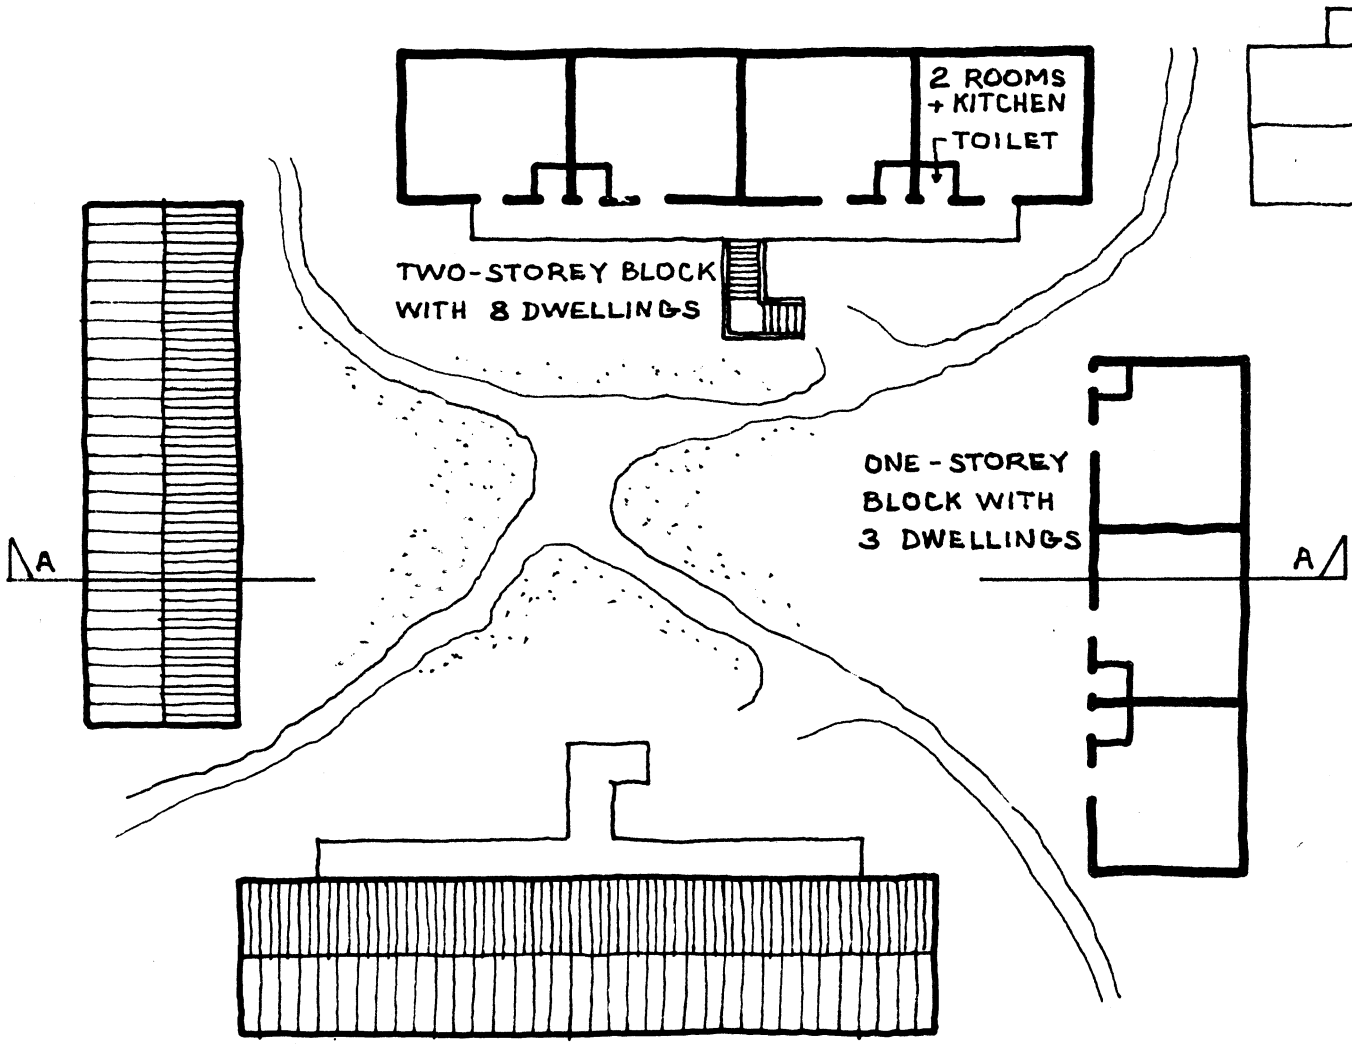 2 ROOMS
+ KITCHEN
TOILET
TWO-STOREY BLOCK
WITH 8 DWELLINGS
ONE-STOREY
BLOCK WITH
3 DWELLINGS
A
A